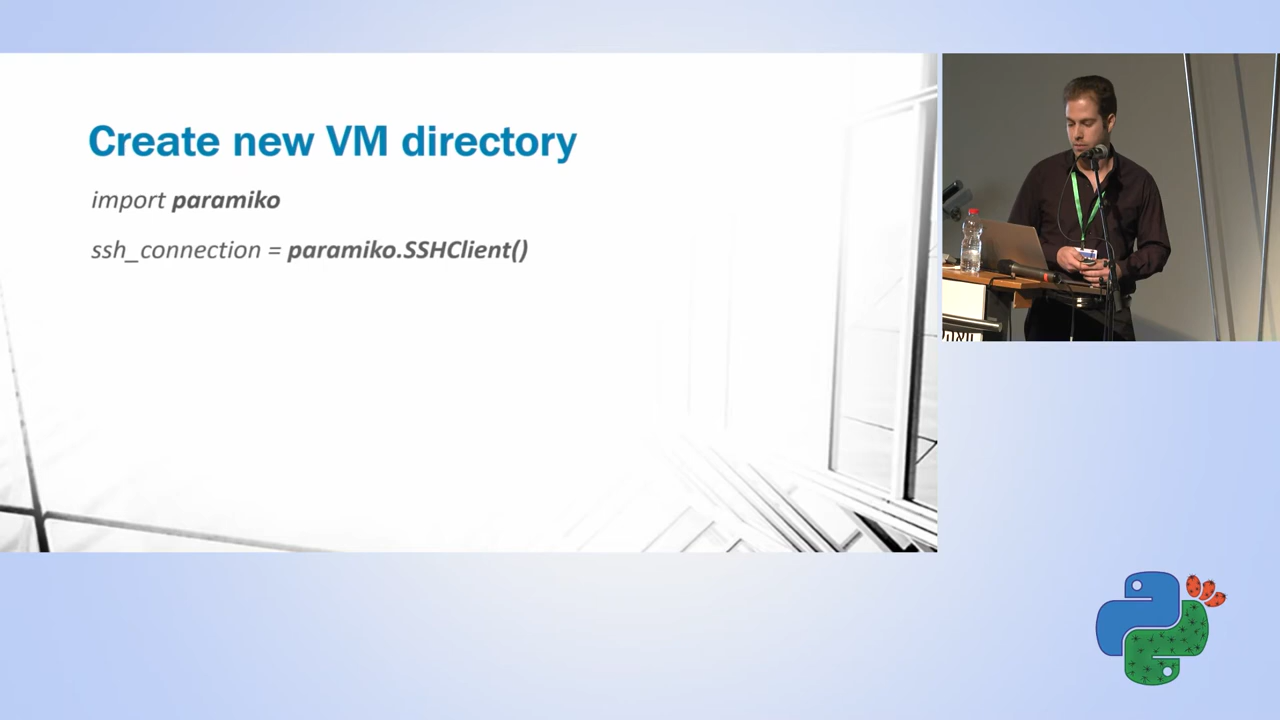 Create new VM directory
import paramiko
ssh_connection = paramiko.SSHClient()